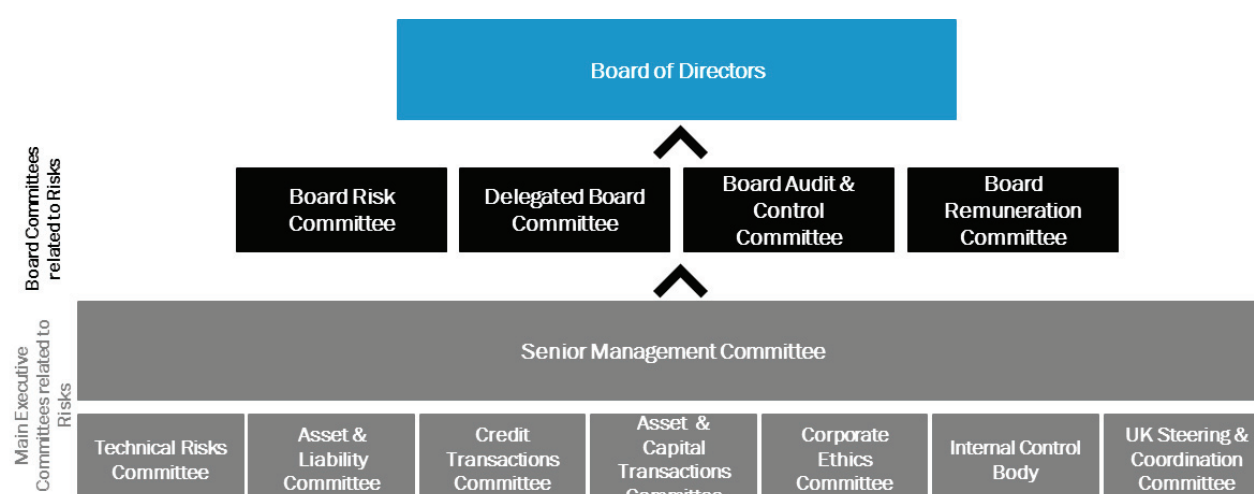 Board of Directors
Board Committees
related to Risks
Board Risk
Committee
Delegated Board
Committee
Board Audit &
Control
Committee
Board
Remuneration
Committee
Main Executive
Committees related to
Risks
Senior Management Committee
Technical Risks
Committee
Asset &
Liability
Committee
Credit
Transactions
Committee
Asset &
Capital
Transactions
Committee
Corporate
Ethics
Committee
Internal Control
Body
UK Steering &
Coordination
Committee